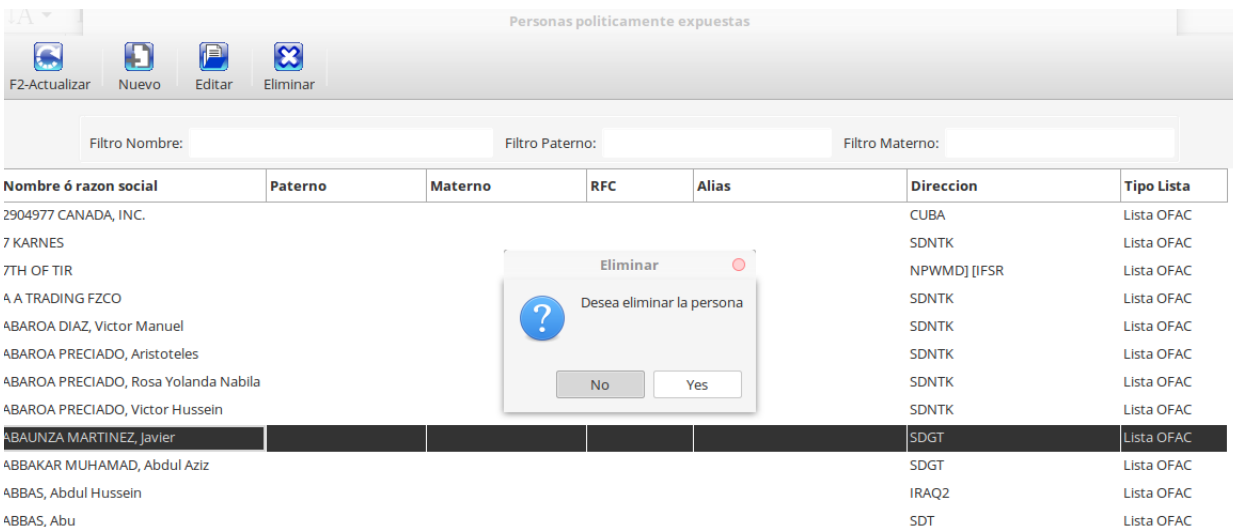 Personas politicamente expuestas
F2-Actualizar Nuevo Editar Eliminar
Filtro Nombre: Filtro Paterno: Filtro Materno:
Nombre ó razon social Paterno Materno RFC Alias Direccion Tipo Lista
2904977 CANADA, INC. CUBA Lista OFAC
7 KARNES SDNTK Lista OFAC
7TH OF TIR NPWMD] [IFSR Lista OFAC
A A TRADING FZCO SDNTK Lista OFAC
ABAROA DIAZ, Victor Manuel SDNTK Lista OFAC
ABAROA PRECIADO, Aristoteles SDNTK Lista OFAC
ABAROA PRECIADO, Rosa Yolanda Nabila SDNTK Lista OFAC
ABAROA PRECIADO, Victor Hussein SDNTK Lista OFAC
ABAUNZA MARTINEZ, Javier SDGT Lista OFAC
ABBAKAR MUHAMAD, Abdul Aziz SDGT Lista OFAC
ABBAS, Abdul Hussein IRAQ2 Lista OFAC
ABBAS, Abu SDT Lista OFAC
Eliminar
Desea eliminar la persona
No Yes